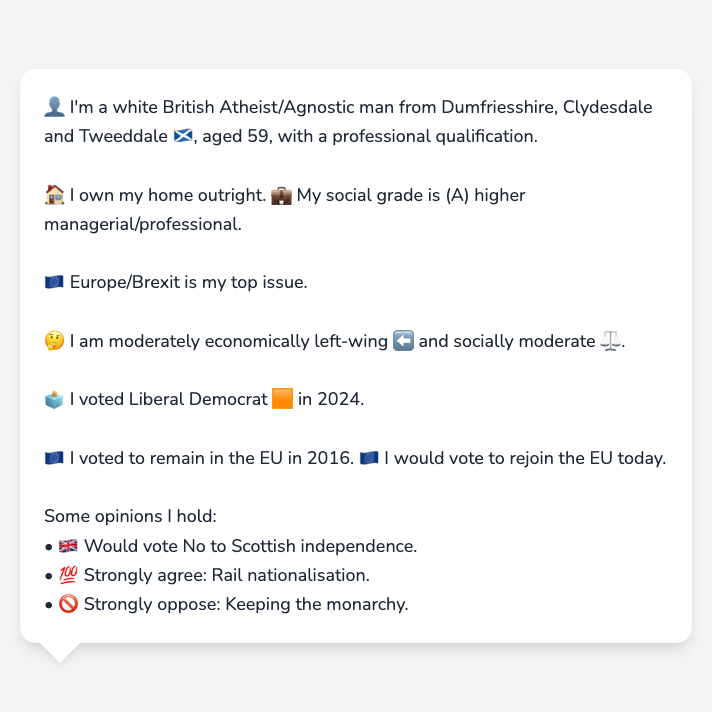 👤 I'm a white British Atheist/Agnostic man from Dumfriesshire, Clydesdale
and Tweeddale 🏴󠁧󠁢󠁳󠁣󠁴󠁿, aged 59, with a professional qualification.
🏠 I own my home outright. 💼 My social grade is (A) higher
managerial/professional.
🇪🇺 Europe/Brexit is my top issue.
🤔 I am moderately economically left-wing ⬅️ and socially moderate ⚖️.
🗳️ I voted Liberal Democrat 🟧 in 2024.
🇪🇺 I voted to remain in the EU in 2016. 🇪🇺 I would vote to rejoin the EU today.
Some opinions I hold:
• 🇬🇧 Would vote No to Scottish independence.
• 💯 Strongly agree: Rail nationalisation.
• 🚫 Strongly oppose: Keeping the monarchy.